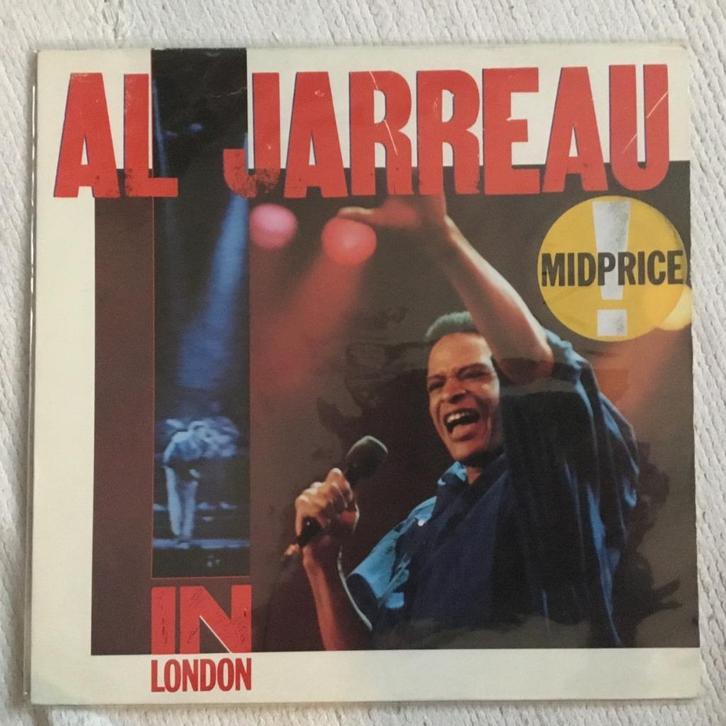 AL JARREAU
MIDPRICE
!
IN
LONDON